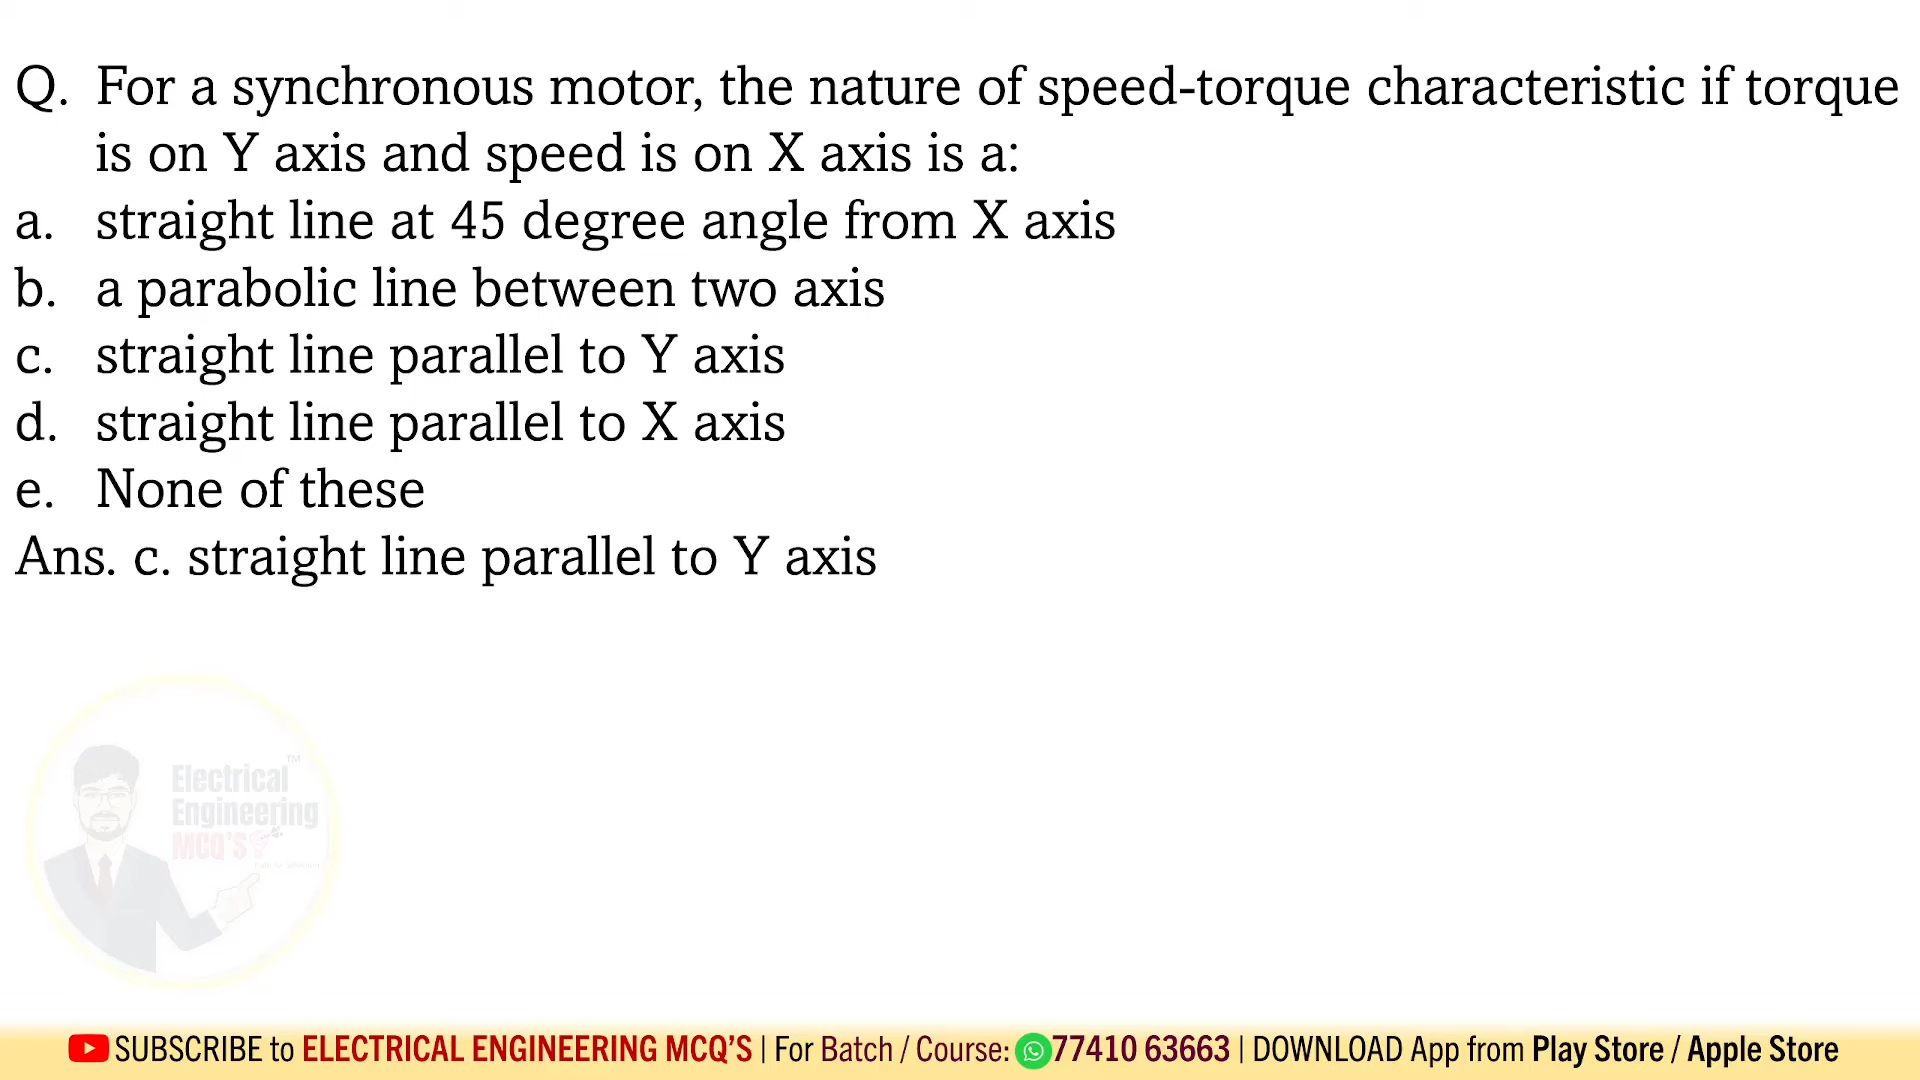 Q. For a synchronous motor, the nature of speed-torque characteristic if torque
is on Y axis and speed is on X axis is a:
a. straight line at 45 degree angle from X axis
b. a parabolic line between two axis
c. straight line parallel to Y axis
d. straight line parallel to X axis
e. None of these
Ans. c. straight line parallel to Y axis
Electrical™
Engineering
MCQ'S
SUBSCRIBE to ELECTRICAL ENGINEERING MCQ'S | For Batch / Course: 77410 63663 | DOWNLOAD App from Play Store / Apple Store